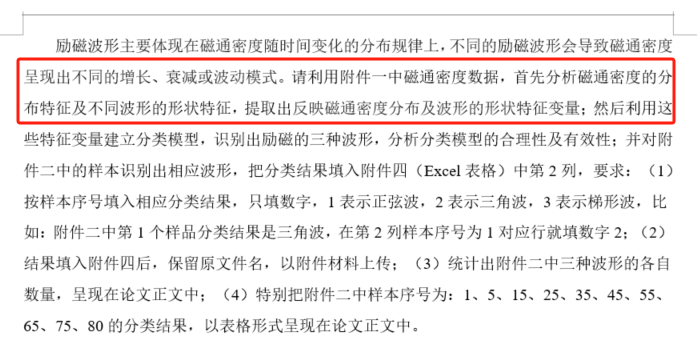 励磁波形主要体现在磁通密度随时间变化的分布规律上，不同的励磁波形会导致磁通密度
呈现出不同的增长、衰减或波动模式。请利用附件一中磁通密度数据，首先分析磁通密度的分
布特征及不同波形的形状特征，提取出反映磁通密度分布及波形的形状特征变量；然后利用这
些特征变量建立分类模型，识别出励磁的三种波形，分析分类模型的合理性及有效性；并对附
件二中的样本识别出相应波形，把分类结果填入附件四（Excel 表格）中第 2 列，要求：（1）
按样本序号填入相应分类结果，只填数字，1 表示正弦波，2 表示三角波，3 表示梯形波，比
如：附件二中第 1 个样品分类结果是三角波，在第 2 列样本序号为 1 对应行就填数字 2；（2）
结果填入附件四后，保留原文件名，以附件材料上传；（3）统计出附件二中三种波形的各自
数量，呈现在论文正文中；（4）特别把附件二中样本序号为：1、5、15、25、35、45、55、
65、75、80 的分类结果，以表格形式呈现在论文正文中。